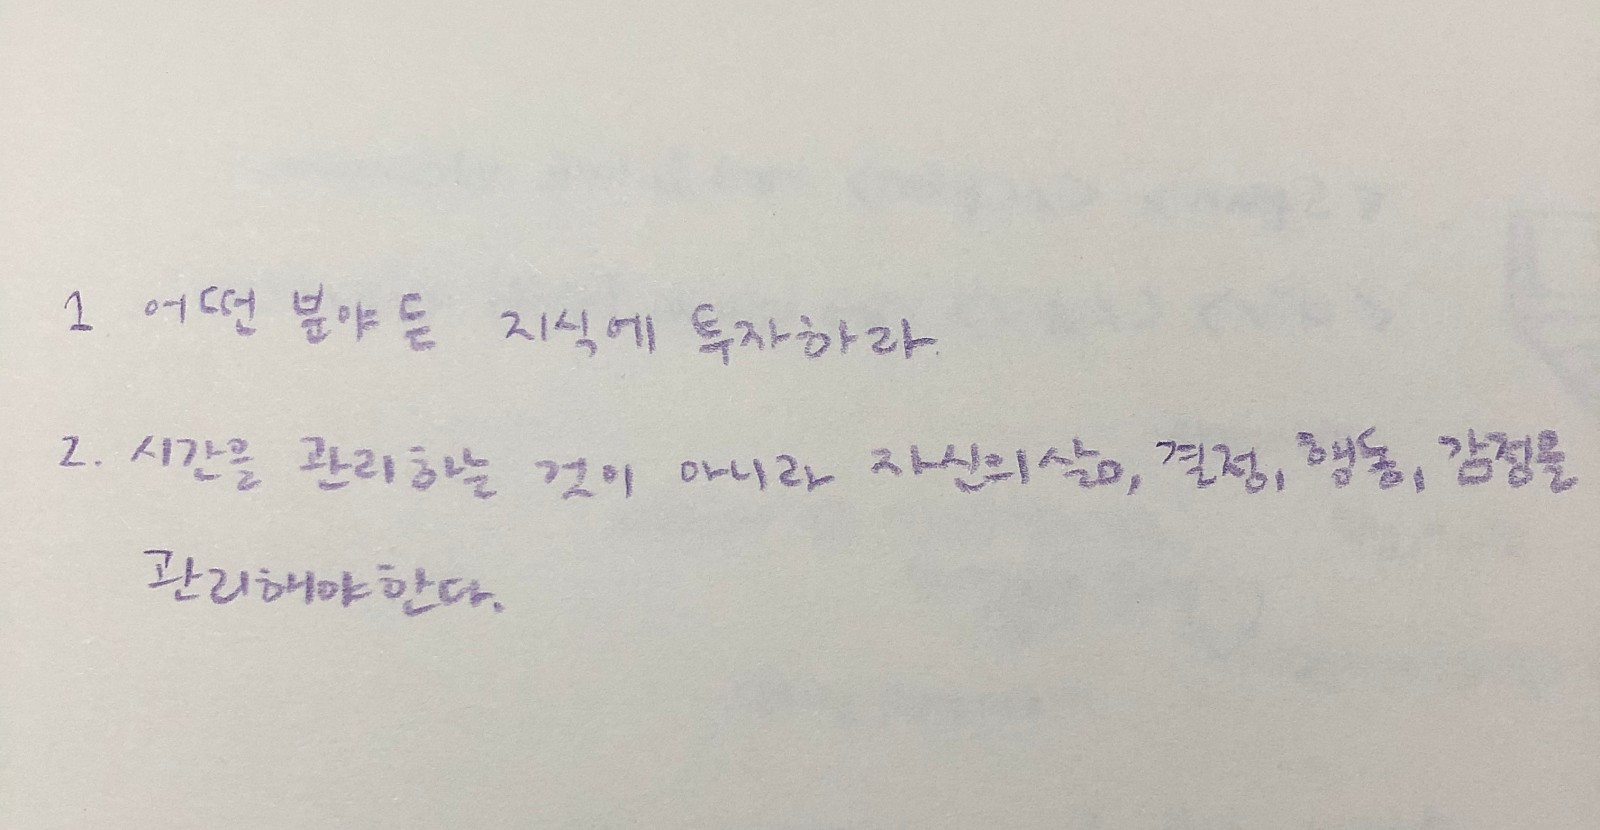 1 어떤 분야든 지식에 투자하라.
2. 시간을 관리하는 것이 아니라 자신의 삶, 결정, 행동, 감정을
관리해야한다.